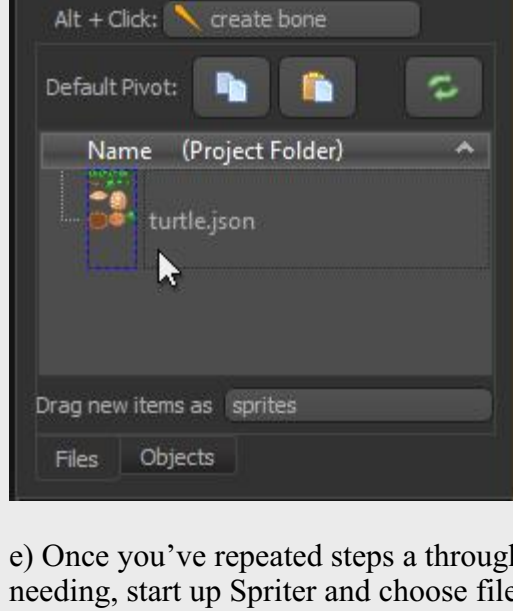 Alt + Click: create bone
Default Pivot:
Name (Project Folder)
turtle.json
Drag new items as sprites
Files Objects
e) Once you’ve repeated steps a through
needing, start up Spriter and choose file